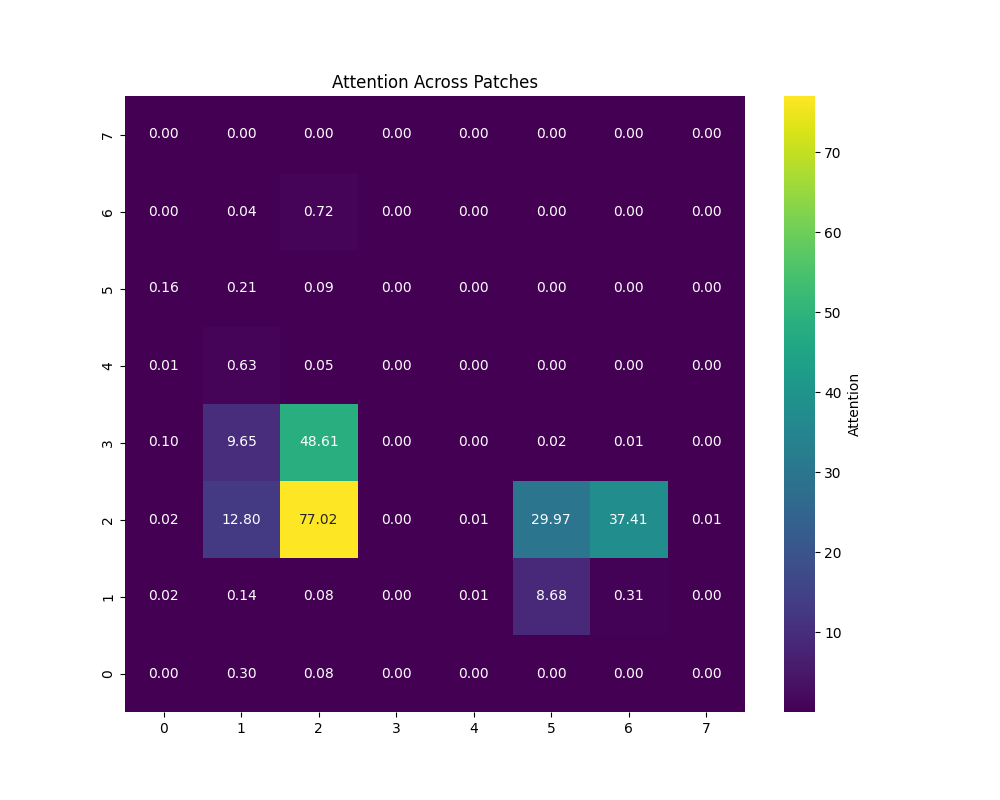 Attention Across Patches
7 0.00 0.00 0.00 0.00 0.00 0.00 0.00 0.00
6 0.00 0.04 0.72 0.00 0.00 0.00 0.00 0.00
5 0.16 0.21 0.09 0.00 0.00 0.00 0.00 0.00
4 0.01 0.63 0.05 0.00 0.00 0.00 0.00 0.00
3 0.10 9.65 48.61 0.00 0.00 0.02 0.01 0.00
2 0.02 12.80 77.02 0.00 0.01 29.97 37.41 0.01
1 0.02 0.14 0.08 0.00 0.01 8.68 0.31 0.00
0 0.00 0.30 0.08 0.00 0.00 0.00 0.00 0.00
0 1 2 3 4 5 6 7
70
60
50
40
30
20
10
Attention